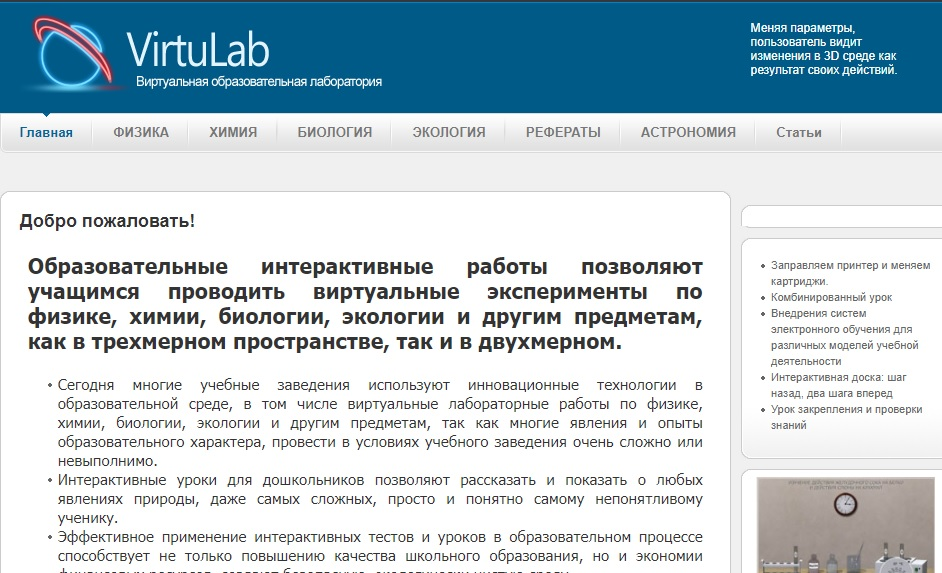 VirtuLab
Виртуальная образовательная лаборатория
Меняя параметры,
пользователь видит
изменения в 3D среде как
результат своих действий.
Главная ФИЗИКА ХИМИЯ БИОЛОГИЯ ЭКОЛОГИЯ РЕФЕРАТЫ АСТРОНОМИЯ Статьи
Добро пожаловать!
Образовательные интерактивные работы позволяют
учащимся проводить виртуальные эксперименты по
физике, химии, биологии, экологии и другим предметам,
как в трехмерном пространстве, так и в двухмерном.
Сегодня многие учебные заведения используют инновационные технологии в
образовательной среде, в том числе виртуальные лабораторные работы по физике,
химии, биологии, экологии и другим предметам, так как многие явления и опыты
образовательного характера, провести в условиях учебного заведения очень сложно или
невыполнимо.
Интерактивные уроки для дошкольников позволяют рассказать и показать о любых
явлениях природы, даже самых сложных, просто и понятно самому непонятливому
ученику.
Эффективное применение интерактивных тестов и уроков в образовательном процессе
способствует не только повышению качества школьного образования, но и экономии
Заправляем принтер и меняем
картриджи.
Комбинированный урок
Внедрения систем
электронного обучения для
различных моделей учебной
деятельности
Интерактивная доска: шаг
назад, два шага вперед
Урок закрепления и проверки
знаний